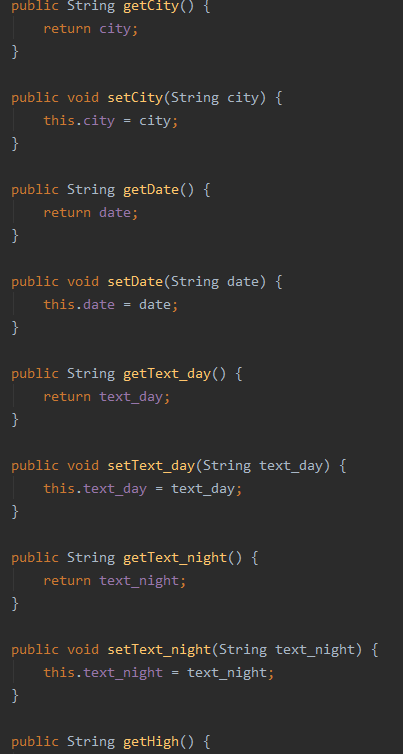 public String getCity() {
    return city;
}

public void setCity(String city) {
    this.city = city;
}

public String getDate() {
    return date;
}

public void setDate(String date) {
    this.date = date;
}

public String getText_day() {
    return text_day;
}

public void setText_day(String text_day) {
    this.text_day = text_day;
}

public String getText_night() {
    return text_night;
}

public void setText_night(String text_night) {
    this.text_night = text_night;
}

public String getHigh() {